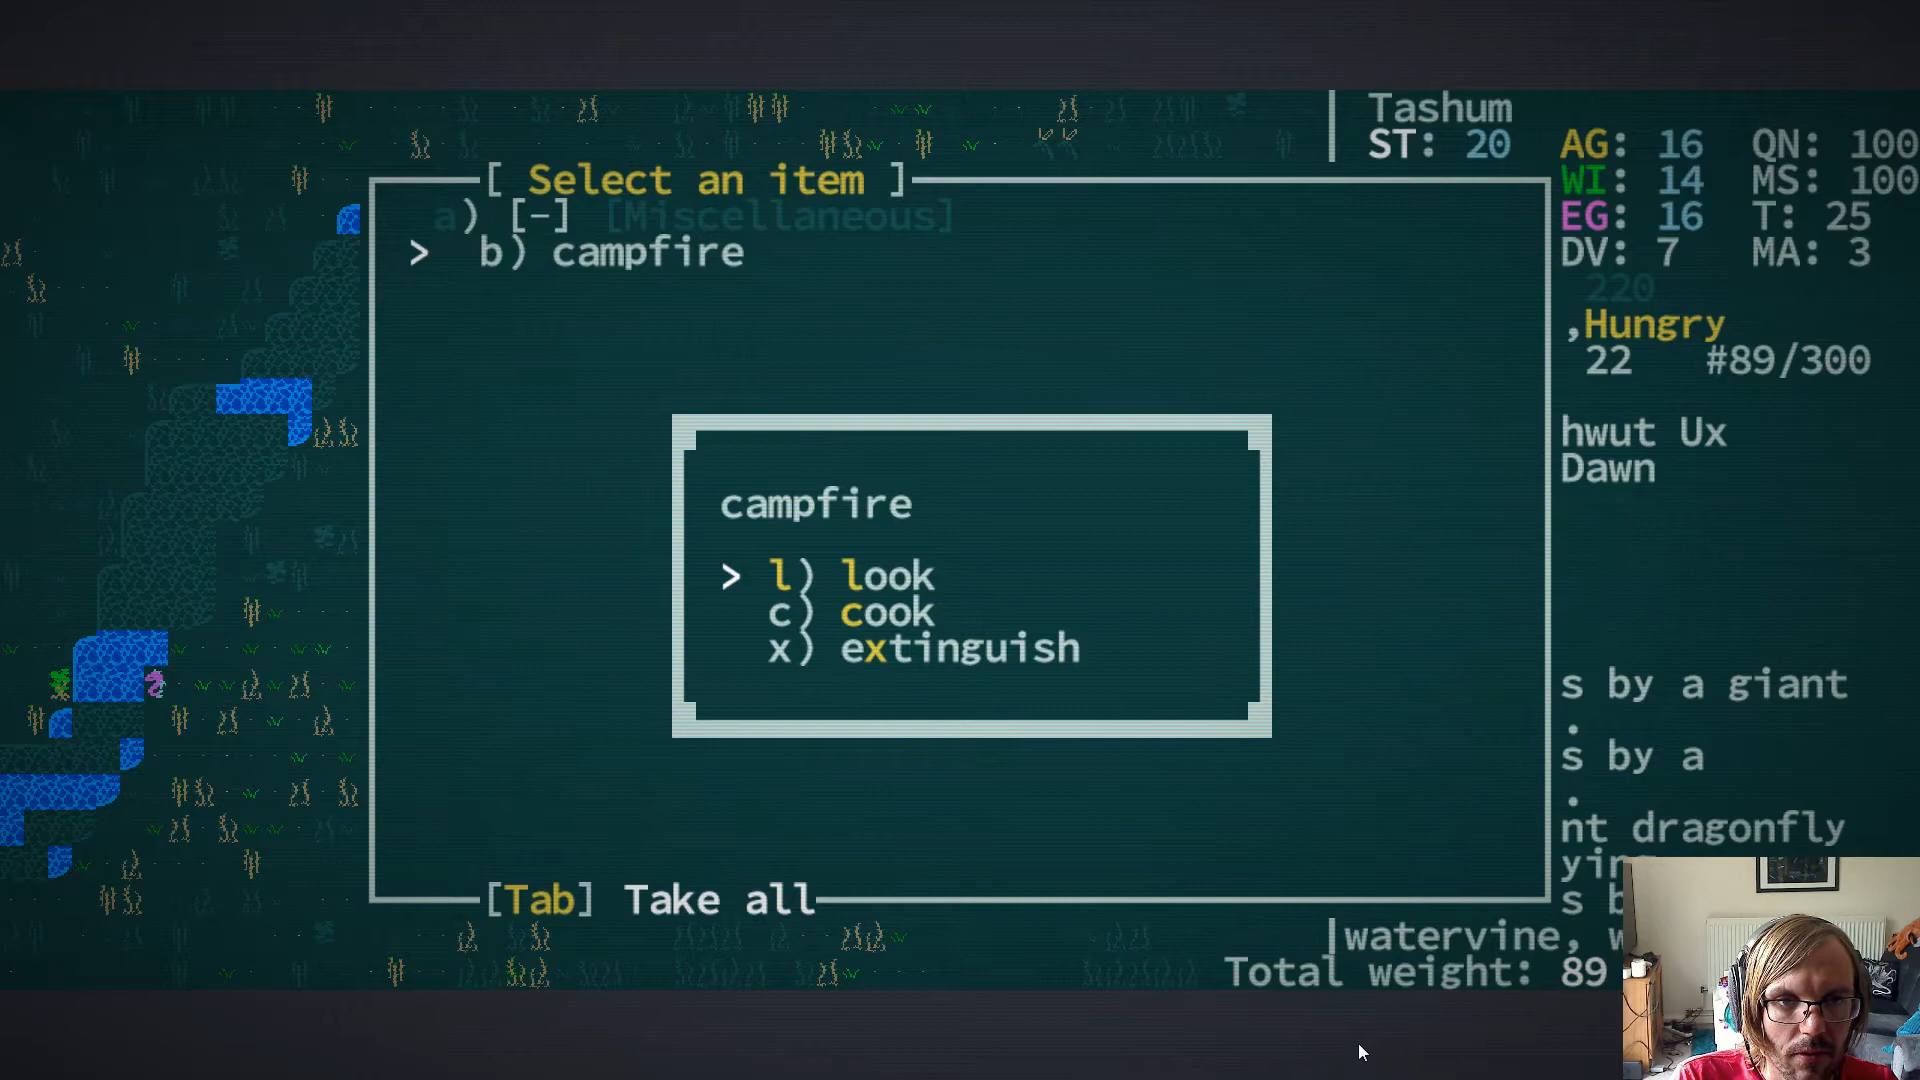 Tashum
ST: 20 AG: 16 QN: 100
WI: 14 MS: 100
EG: 16 T: 25
DV: 7 MA: 3
220
,Hungry
22 #89/300
hwut Ux
Dawn
[ Select an item ]
a) [-] [Miscellaneous]
> b) campfire
campfire
> l) look
c) cook
x) extinguish
s by a giant
.
s by a
.
nt dragonfly
s
[Tab] Take all
|watervine,
Total weight: 89